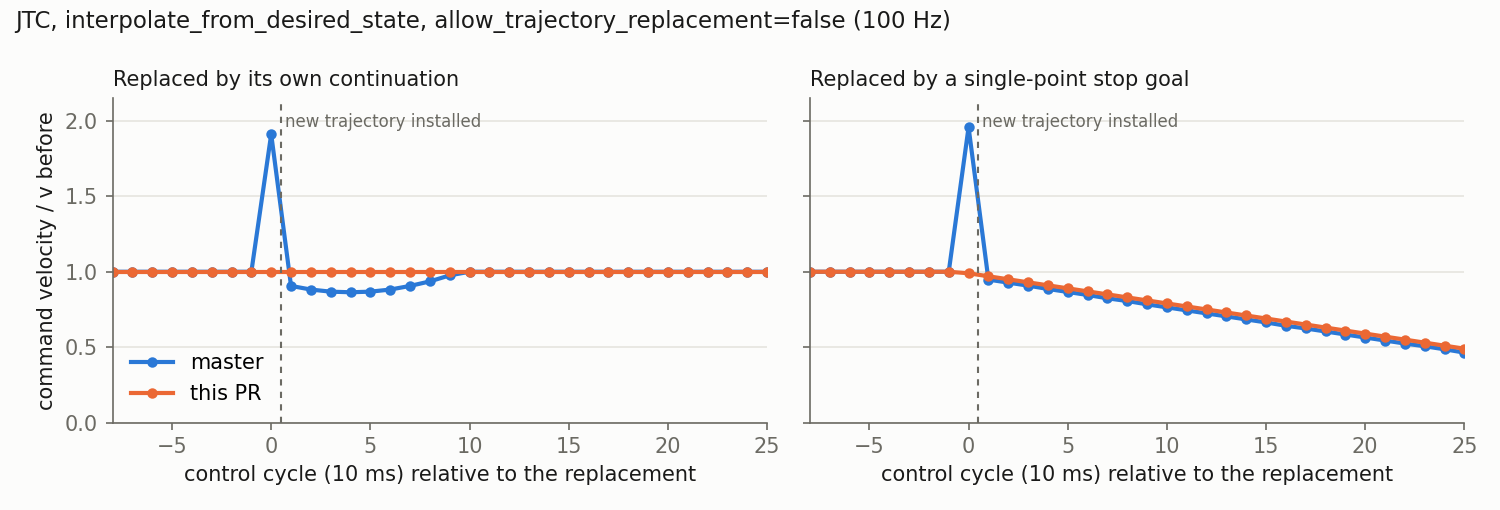 JTC, interpolate_from_desired_state, allow_trajectory_replacement=false (100 Hz)
Replaced by its own continuation
Replaced by a single-point stop goal
command velocity / v before
2.0
1.5
1.0
0.5
0.0
new trajectory installed
new trajectory installed
master
this PR
−5 0 5 10 15 20 25
−5 0 5 10 15 20 25
control cycle (10 ms) relative to the replacement
control cycle (10 ms) relative to the replacement